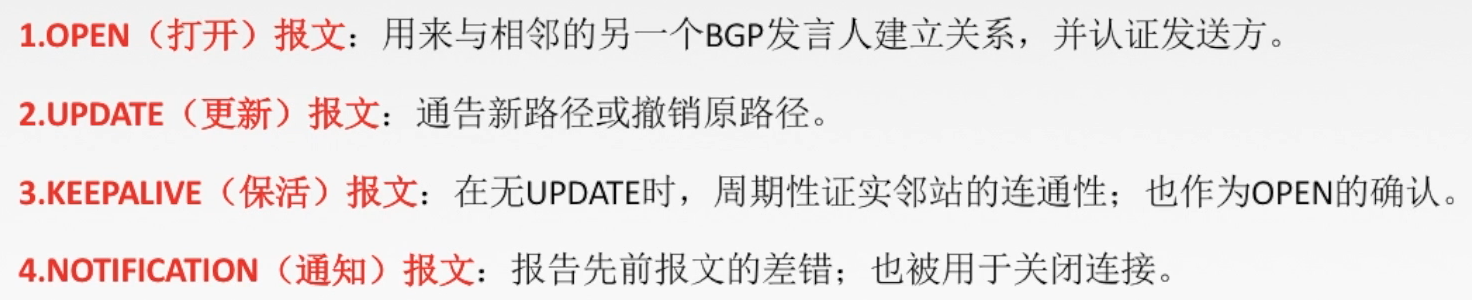 1.OPEN（打开）报文：用来与相邻的另一个BGP发言人建立关系，并认证发送方。
2.UPDATE（更新）报文：通告新路径或撤销原路径。
3.KEEPALIVE（保活）报文：在无UPDATE时，周期性证实邻站的连通性；也作为OPEN的确认。
4.NOTIFICATION（通知）报文：报告先前报文的差错；也被用于关闭连接。